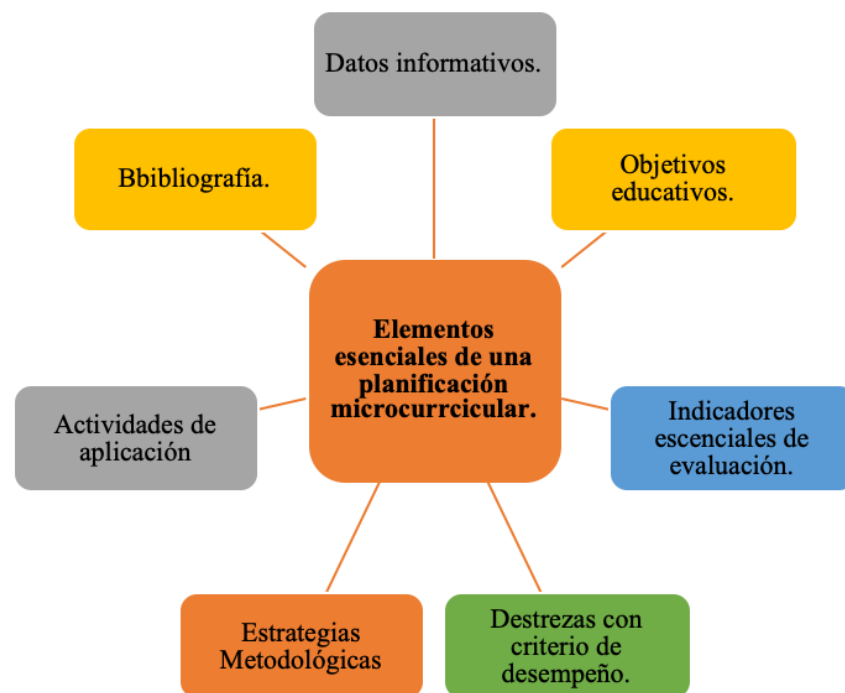 Datos informativos.
Bbibliografía.
Objetivos
educativos.
Elementos
esenciales de una
planificación
microcurrcicular.
Actividades de
aplicación
Indicadores
escenciales de
evaluación.
Estrategias
Metodológicas
Destrezas con
criterio de
desempeño.